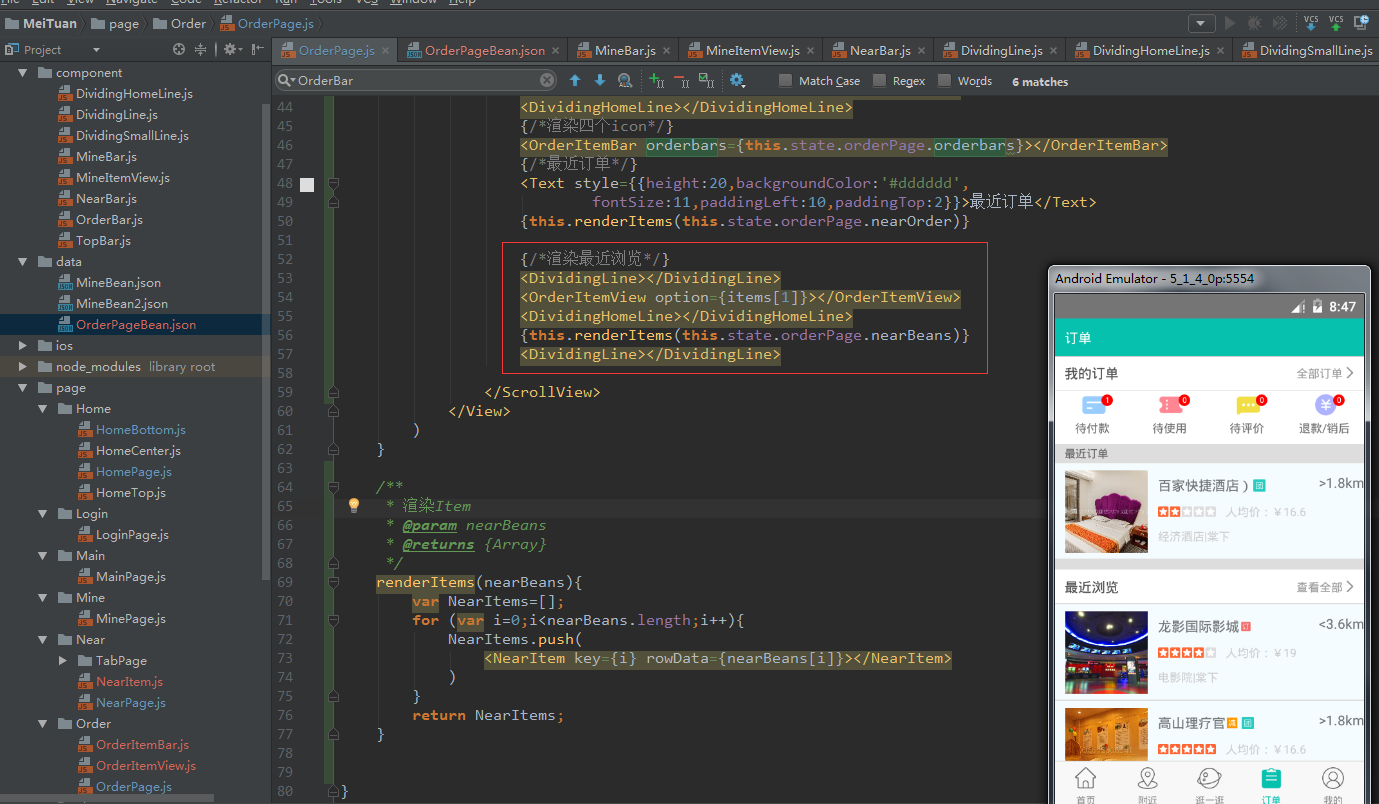 MeiTuan page Order OrderPage.js
Project
OrderPage.js × OrderPageBean.json × MineBar.js × MineItemView.js × NearBar.js × DividingLine.js × DividingHomeLine.js × DividingSmallLine.js
OrderBar Match Case Regex Words 6 matches
component
DividingHomeLine.js
DividingLine.js
DividingSmallLine.js
MineBar.js
MineItemView.js
NearBar.js
OrderBar.js
TopBar.js
data
MineBean.json
MineBean2.json
OrderPageBean.json
ios
node_modules library root
page
Home
HomeBottom.js
HomeCenter.js
HomePage.js
HomeTop.js
Login
LoginPage.js
Main
MainPage.js
Mine
MinePage.js
Near
TabPage
NearItem.js
NearPage.js
Order
OrderItemBar.js
OrderItemView.js
OrderPage.js
44 <DividingHomeLine></DividingHomeLine>
45 {/*渲染四个icon*/}
46 <OrderItemBar orderbars={this.state.orderPage.orderbars}></OrderItemBar>
47 {/*最近订单*/}
48 <Text style={{height:20,backgroundColor:'#dddddd',
49 fontSize:11,paddingLeft:10,paddingTop:2}}>最近订单</Text>
50 {this.renderItems(this.state.orderPage.nearOrder)}
51
52 {/*渲染最近浏览*/}
53 <DividingLine></DividingLine>
54 <OrderItemView option={items[1]}></OrderItemView>
55 <DividingHomeLine></DividingHomeLine>
56 {this.renderItems(this.state.orderPage.nearBeans)}
57 <DividingLine></DividingLine>
58
59 </ScrollView>
60 </View>
61 )
62 }
63
64 /**
65 * 渲染Item
66 * @param nearBeans
67 * @returns {Array}
68 */
69 renderItems(nearBeans){
70 var NearItems=[];
71 for (var i=0;i<nearBeans.length;i++){
72 NearItems.push(
73 <NearItem key={i} rowData={nearBeans[i]}></NearItem>
74 )
75 }
76 return NearItems;
77 }
78
79
80 }
Android Emulator - 5_1_4_0p:5554
8:47
订单
我的订单 全部订单
1 0 0 0
待付款 待使用 待评价 退款/销后
最近订单
百家快捷酒店 ) 团 >1.8km
人均价：￥16.6
经济酒店|棠下
最近浏览 查看全部
龙影国际影城 订 <3.6km
人均价：￥19
电影院|棠下
高山理疗官 团 >1.8km
人均价：￥16.6
首页 附近 逛一逛 订单 我的